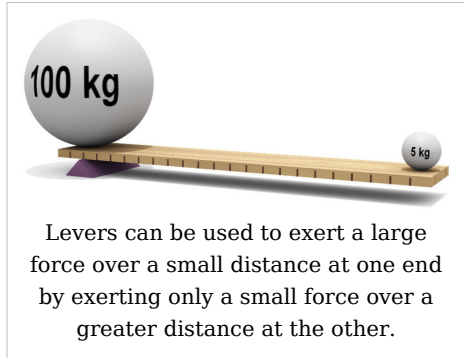 100 kg
5 kg
Levers can be used to exert a large
force over a small distance at one end
by exerting only a small force over a
greater distance at the other.